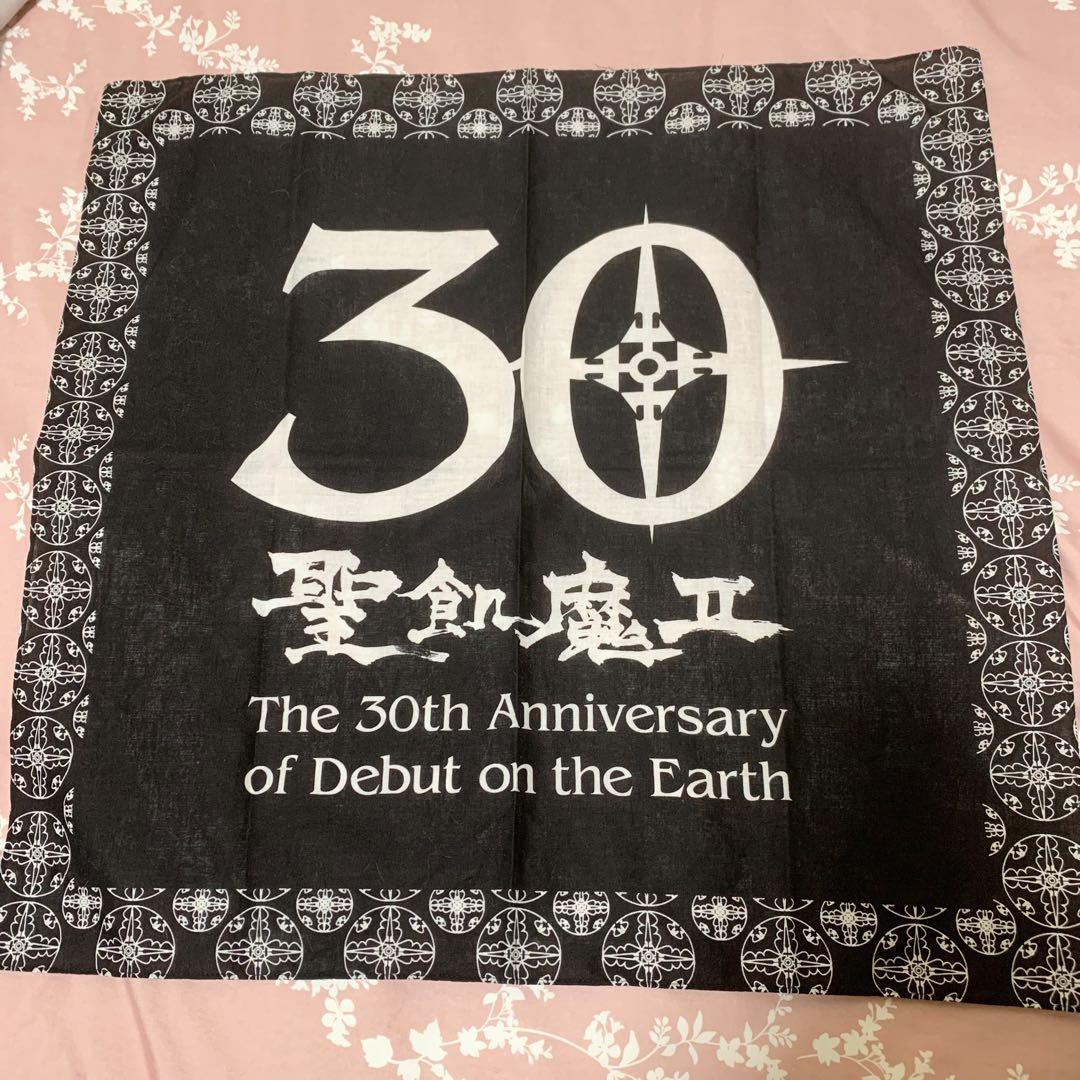 30
聖飢魔Ⅱ
The 30th Anniversary
of Debut on the Earth